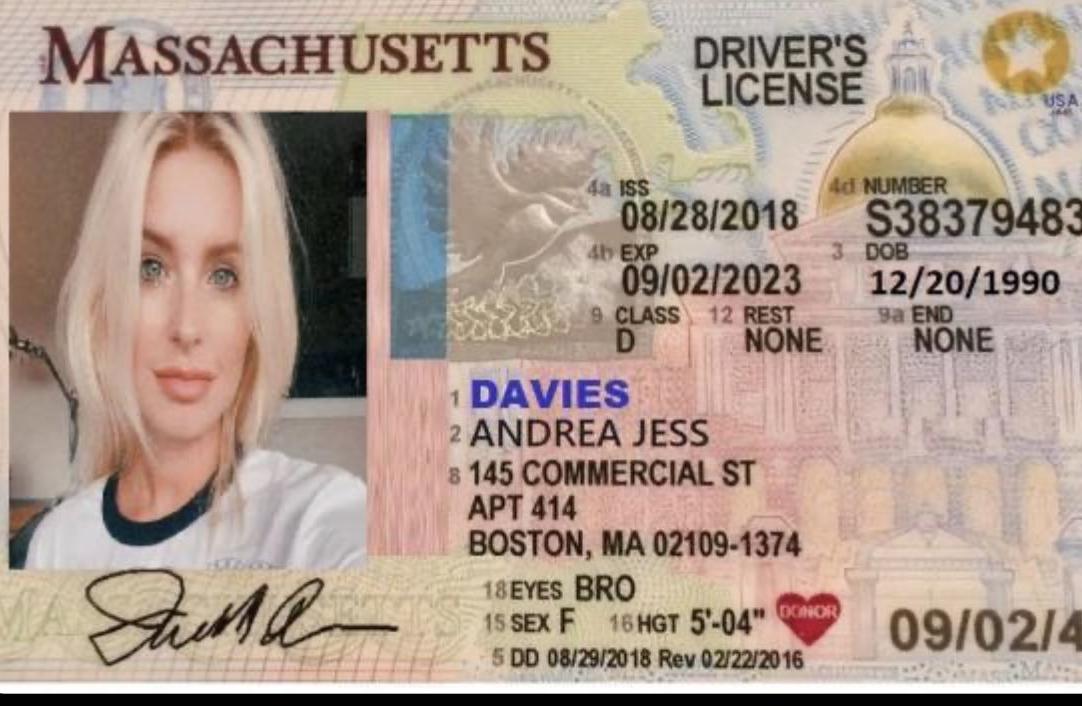 MASSACHUSETTS
DRIVER'S
LICENSE
USA
4a ISS
08/28/2018
4d NUMBER
S38379483
4b EXP
09/02/2023
3 DOB
12/20/1990
9 CLASS
D
12 REST
NONE
9a END
NONE
1 DAVIES
2 ANDREA JESS
8 145 COMMERCIAL ST
APT 414
BOSTON, MA 02109-1374
18 EYES BRO
15 SEX F 16 HGT 5'-04"
DONOR
09/02/4
5 DD 08/29/2018 Rev 02/22/2016